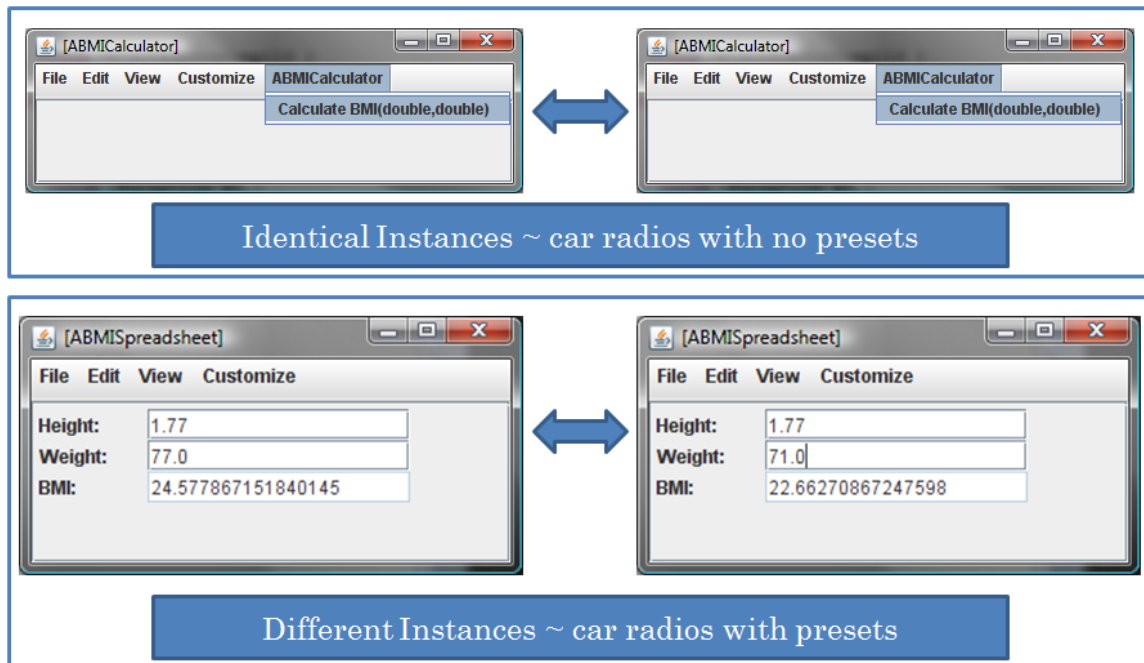 [ABMICalculator]
File Edit View Customize ABMICalculator
Calculate BMI(double,double)
[ABMICalculator]
File Edit View Customize ABMICalculator
Calculate BMI(double,double)
Identical Instances ~ car radios with no presets
[ABMISpreadsheet]
File Edit View Customize
Height: 1.77
Weight: 77.0
BMI: 24.577867151840145
[ABMISpreadsheet]
File Edit View Customize
Height: 1.77
Weight: 71.0
BMI: 22.66270867247598
Different Instances ~ car radios with presets